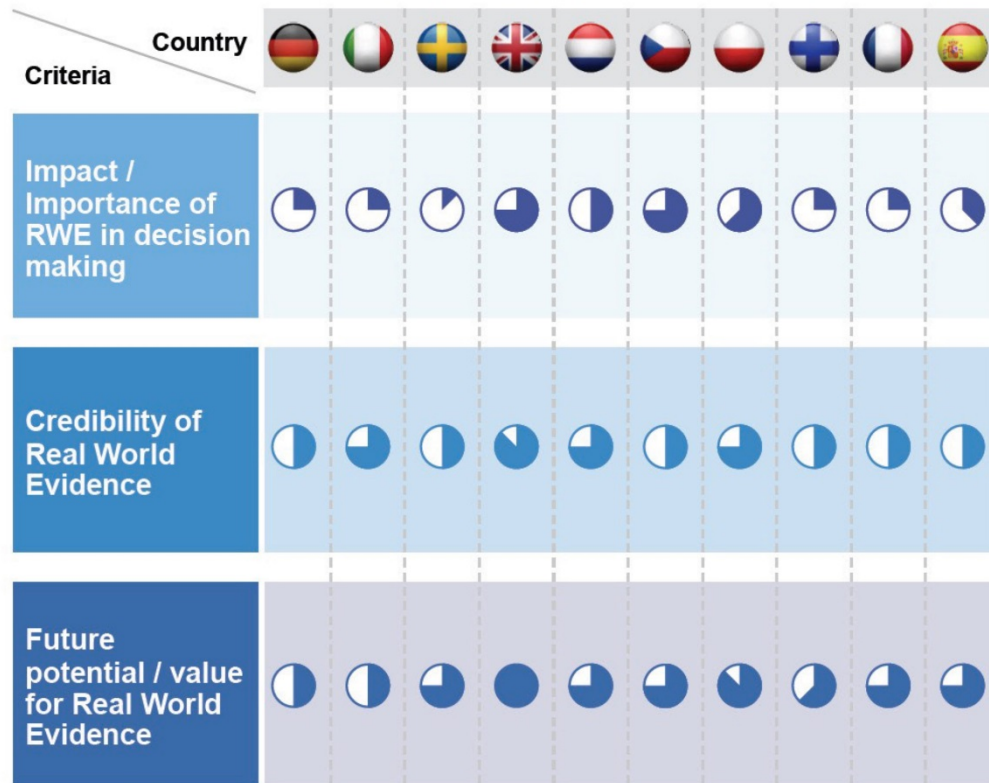 Country
Criteria
Impact /
Importance of
RWE in decision
making
Credibility of
Real World
Evidence
Future
potential / value
for Real World
Evidence